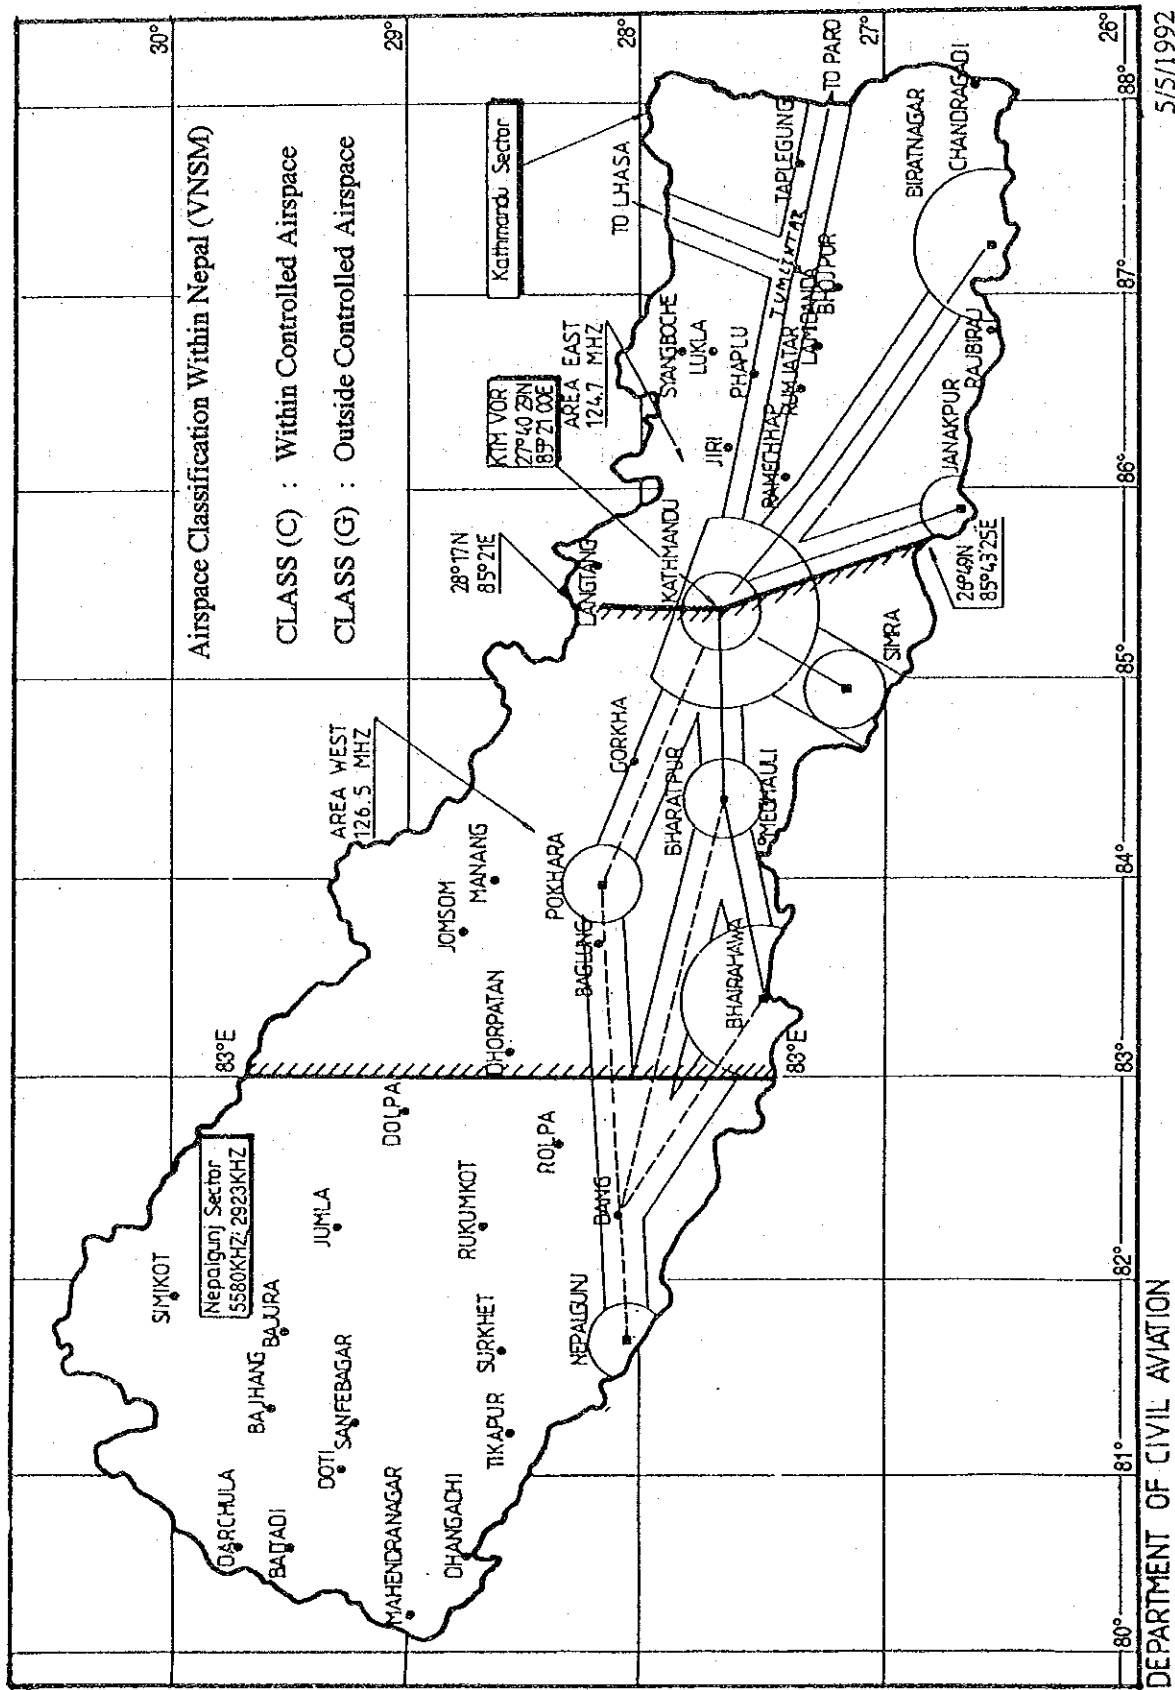 Airspace Classification Within Nepal (VNSM)
CLASS (C) : Within Controlled Airspace
CLASS (G) : Outside Controlled Airspace
30°
29°
28
27°
26°
Kathmandu Sector
TO LHASA
TO PARO
KTM VOR
27°40 29N
85°21 00E
AREA EAST
124.7 MHZ
28°17N
85°21E
AREA WEST
126.5 MHZ
83°E
Nepalgunj Sector
5580KHZ; 2923KHZ
SIMIKOT
DARCHULA
BAJHANG
BAJURA
BAITADI
DOTI
SANFEBAGAR
JUMLA
DOLPA
MAHENDRANAGAR
DHANGADHI
TIKAPUR
SURKHET
RUKUMKOT
ROLPA
DHORPATAN
JOMSOM
MANANG
NEPALGUNJ
DANG
BAGLUNG
POKHARA
GORKHA
BHARATPUR
MEGHAULI
BHAIRAHAWA
83°E
LANGTANG
KATHMANDU
SIMRA
JIRI
RAMECHHAP
PHAPLU
SYANGBOCHE
LUKLA
RUMJATAR
LAMIDANDA
BHOJPUR
TUMLINTAR
TAPLEGUNG
JANAKPUR
RAJBIRAJ
BIRATNAGAR
CHANDRAGADI
26°49N
85°43'25E
80°
81°
82°
83°
84°
85°
86°
87°
88°
DEPARTMENT OF CIVIL AVIATION
5/5/1992